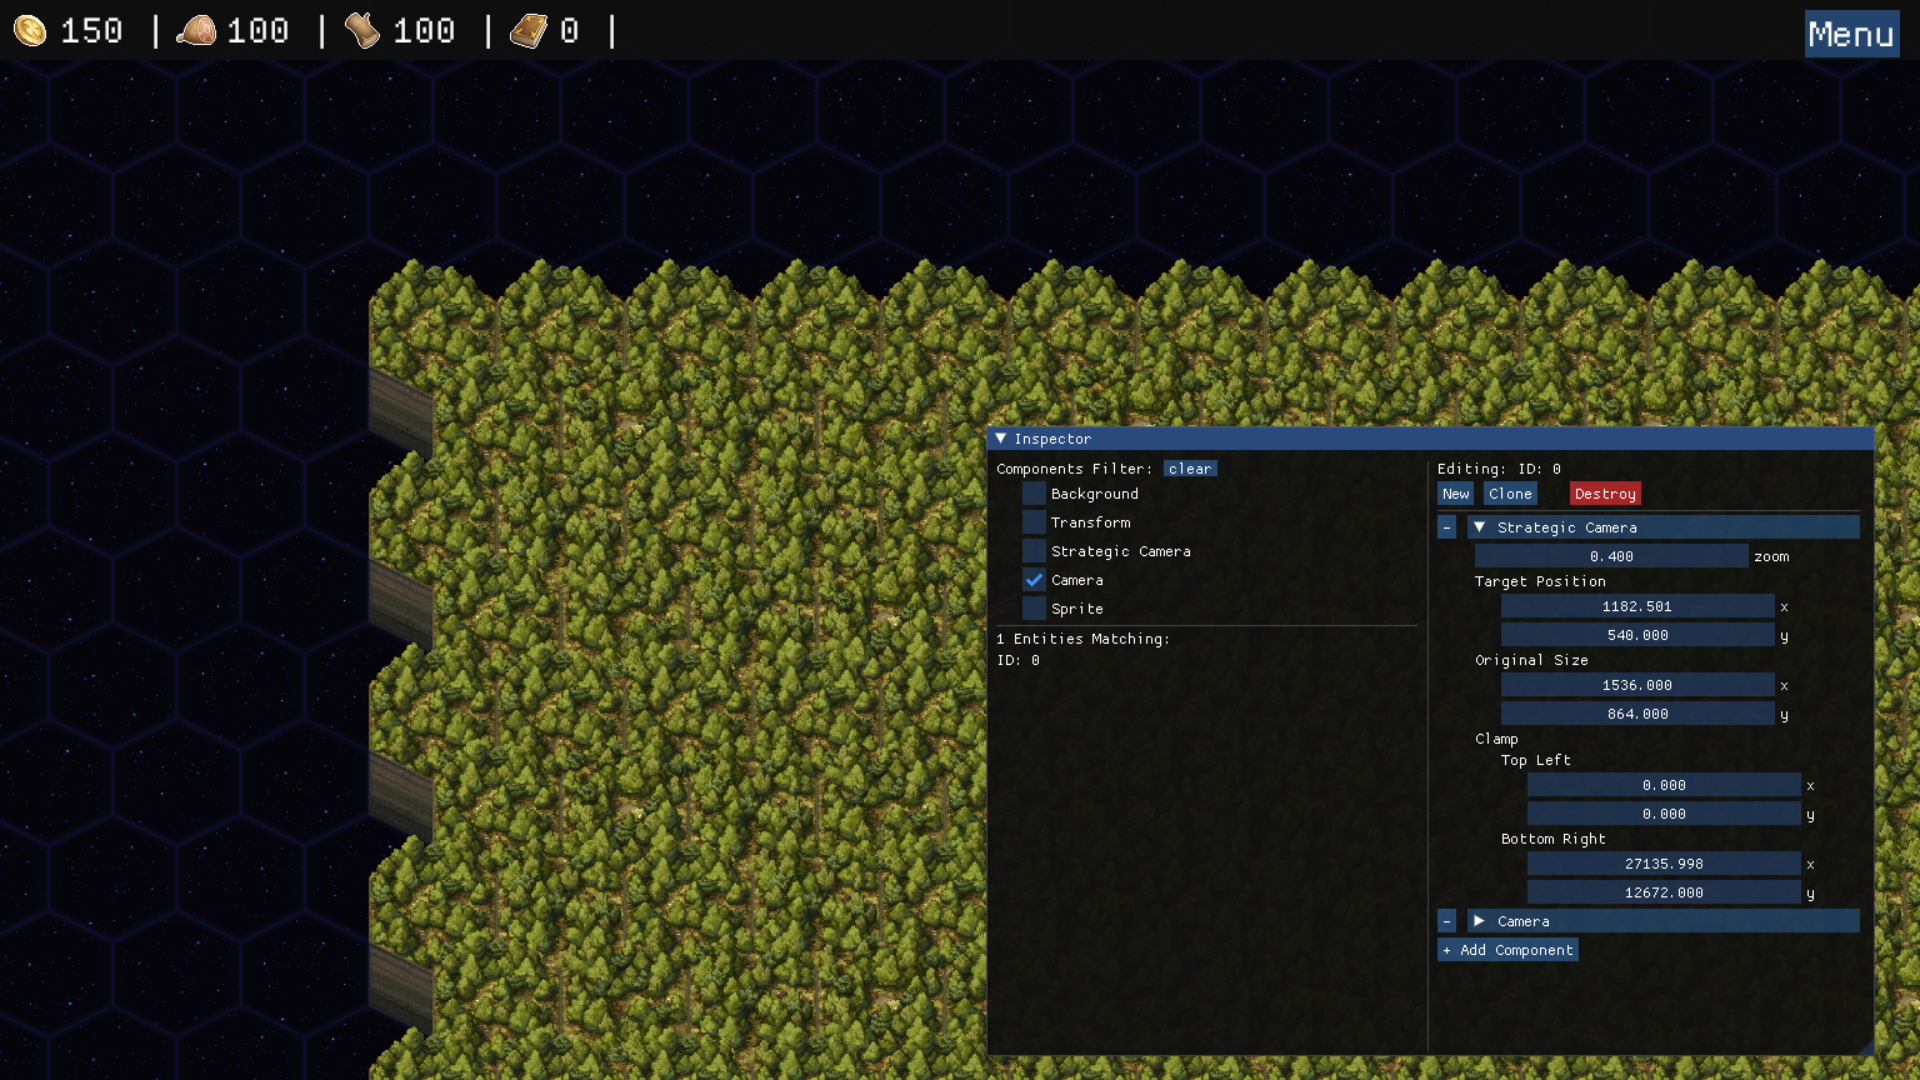 150 | 100 | 100 | 0 |
Menu
Inspector
Components Filter: clear
Background
Transform
Strategic Camera
Camera
Sprite
1 Entities Matching:
ID: 0
Editing: ID: 0
New Clone Destroy
- Strategic Camera
0.400 zoom
Target Position
1182.501 x
540.000 y
Original Size
1536.000 x
864.000 y
Clamp
Top Left
0.000 x
0.000 y
Bottom Right
27135.998 x
12672.000 y
- Camera
+ Add Component